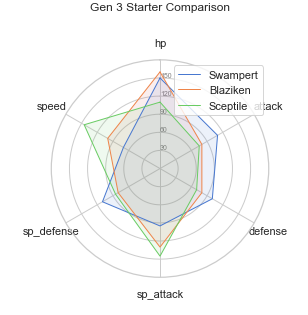 Gen 3 Starter Comparison
hp
Swampert
Blaziken
Sceptile
150
120
90
60
30
speed
attack
sp_defense
defense
sp_attack